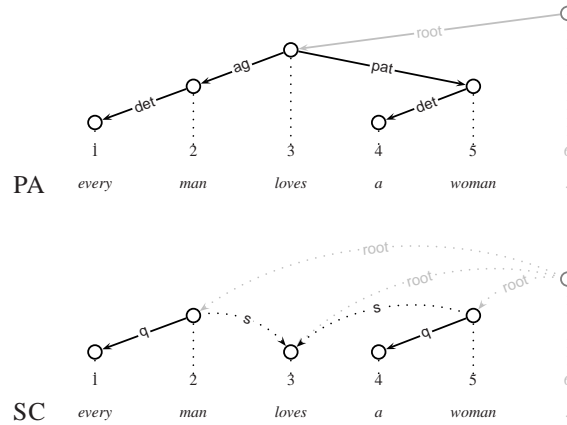 root
ag pat
det det
1 2 3 4 5
PA every man loves a woman
root
root
root
s s
q q
1 2 3 4 5
SC every man loves a woman